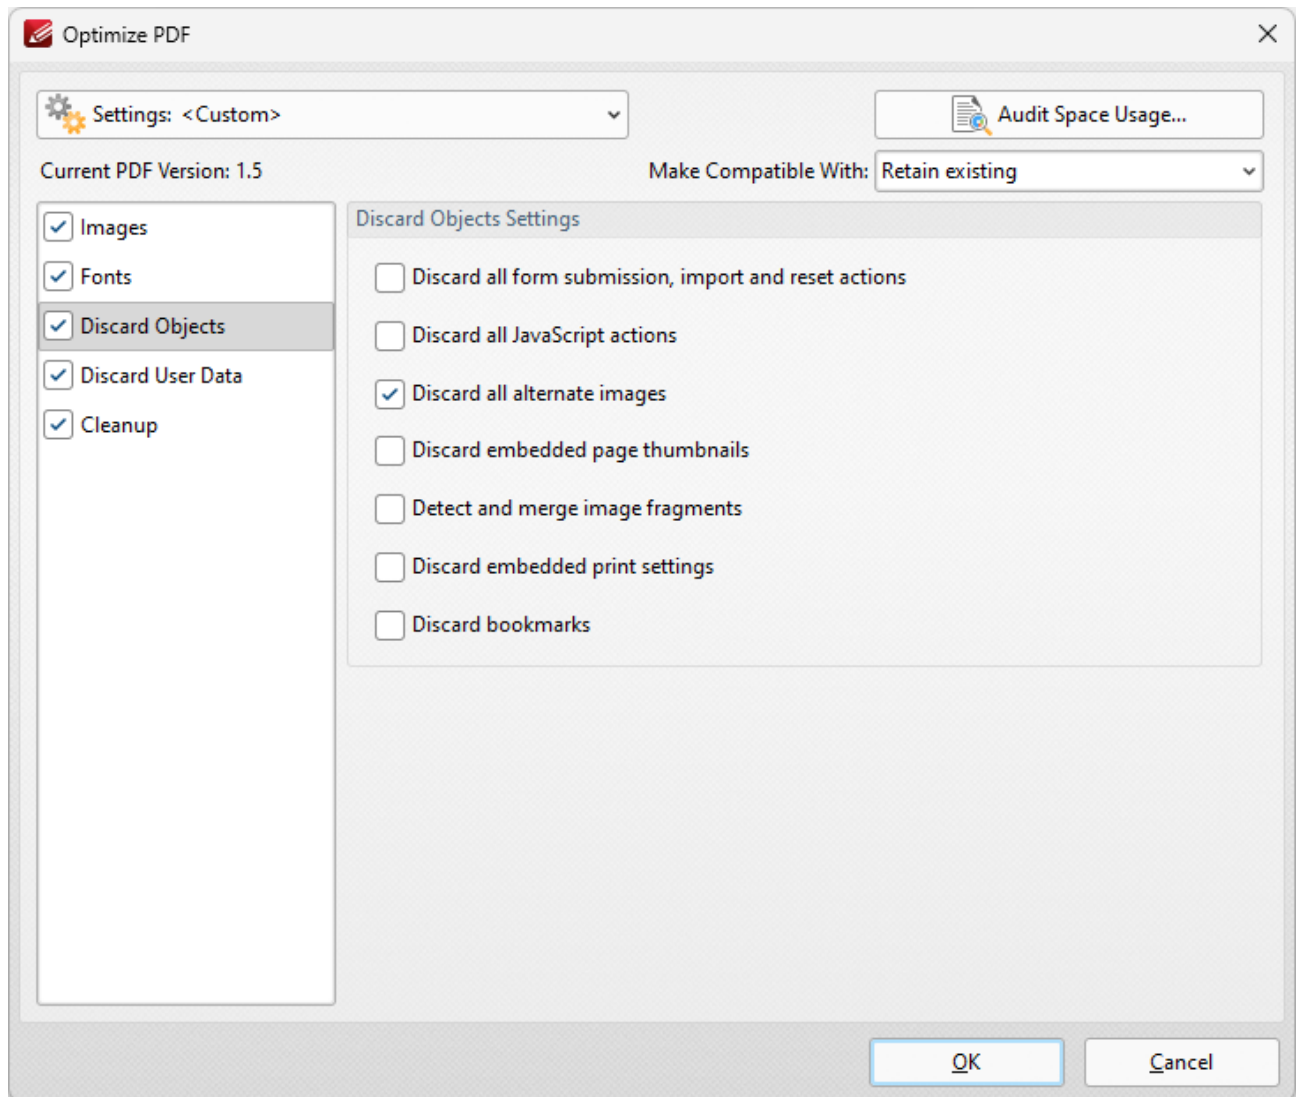 Optimize PDF
Settings: <Custom>
Audit Space Usage...
Current PDF Version: 1.5
Make Compatible With: Retain existing
Images
Fonts
Discard Objects
Discard User Data
Cleanup
Discard Objects Settings
Discard all form submission, import and reset actions
Discard all JavaScript actions
Discard all alternate images
Discard embedded page thumbnails
Detect and merge image fragments
Discard embedded print settings
Discard bookmarks
OK
Cancel